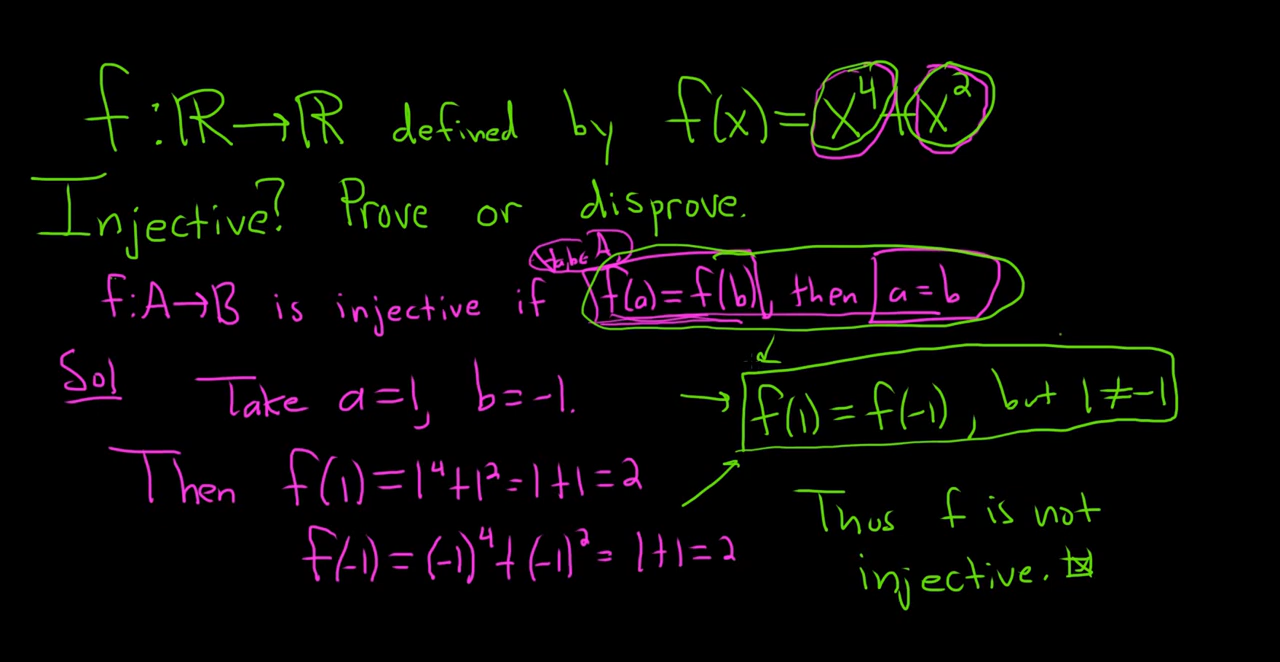 f: ℝ→ℝ defined by f(x)=x⁴+x²
Injective? Prove or disprove.
∀a,b∈A,
f:A→B is injective if f(a)=f(b), then a=b
Sol Take a=1, b=-1.
→ f(1)=f(-1), but 1≠-1
Then f(1)=1⁴+1²=1+1=2
f(-1)=(-1)⁴+(-1)²=1+1=2
Thus f is not
injective.